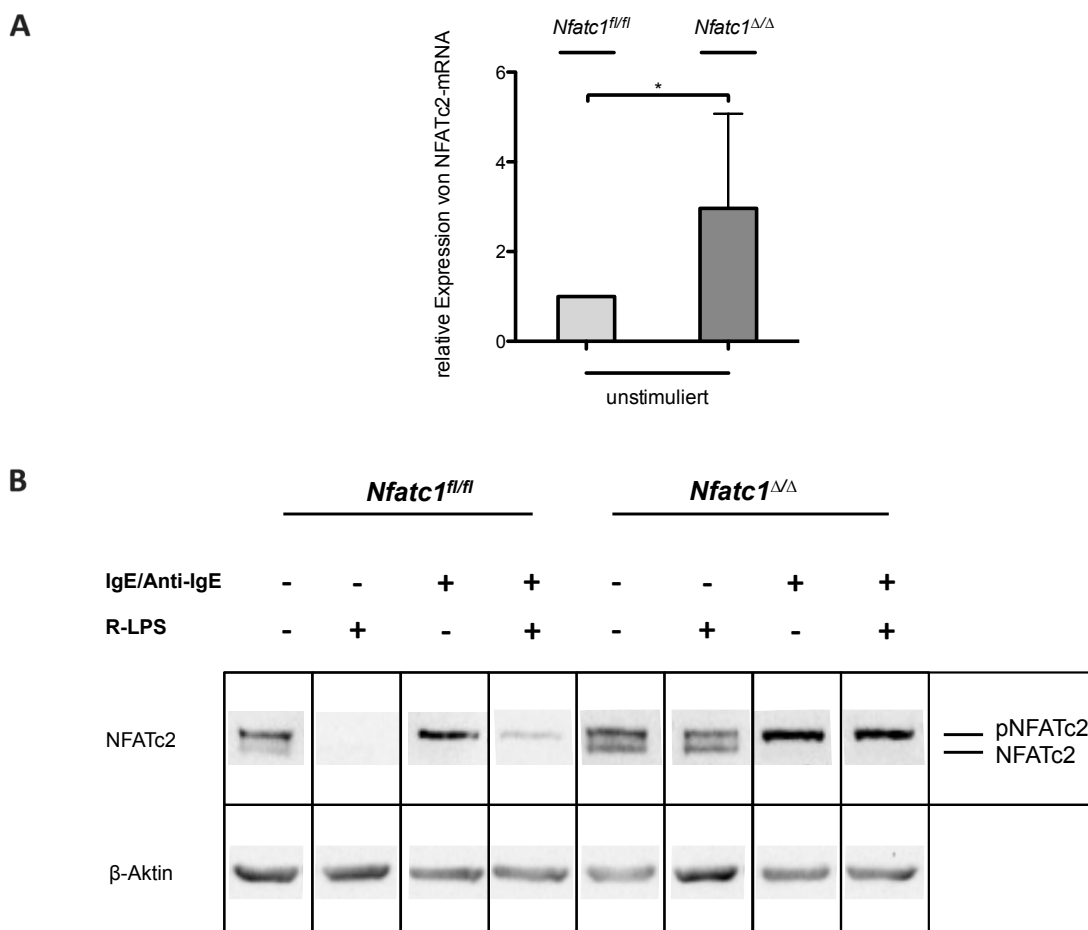 A
Nfatc1fl/fl Nfatc1Δ/Δ
relative Expression von NFATc2-mRNA
6
*
4
2
0
unstimuliert
B
Nfatc1fl/fl Nfatc1Δ/Δ
IgE/Anti-IgE - - + + - - + +
R-LPS - + - + - + - +
NFATc2
pNFATc2
NFATc2
β-Aktin